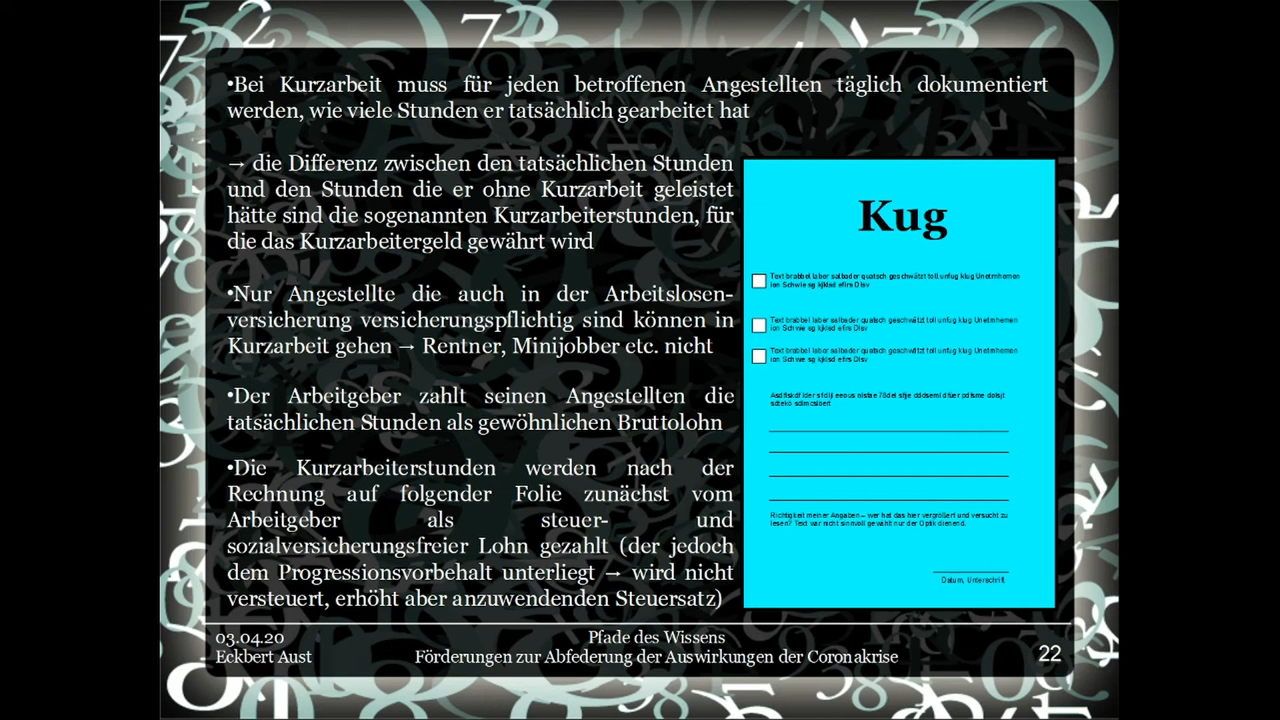 •Bei Kurzarbeit muss für jeden betroffenen Angestellten täglich dokumentiert
werden, wie viele Stunden er tatsächlich gearbeitet hat
→ die Differenz zwischen den tatsächlichen Stunden
und den Stunden die er ohne Kurzarbeit geleistet
hätte sind die sogenannten Kurzarbeiterstunden, für
die das Kurzarbeitergeld gewährt wird
•Nur Angestellte die auch in der Arbeitslosen-
versicherung versicherungspflichtig sind können in
Kurzarbeit gehen → Rentner, Minijobber etc. nicht
•Der Arbeitgeber zahlt seinen Angestellten die
tatsächlichen Stunden als gewöhnlichen Bruttolohn
•Die Kurzarbeiterstunden werden nach der
Rechnung auf folgender Folie zunächst vom
Arbeitgeber als steuer- und
sozialversicherungsfreier Lohn gezahlt (der jedoch
dem Progressionsvorbehalt unterliegt → wird nicht
versteuert, erhöht aber anzuwendenden Steuersatz)
Kug
Text brabbel laber salbader quatsch geschwätzt toll unfug klug
Text brabbel laber salbader quatsch geschwätzt toll unfug klug
Text brabbel laber salbader quatsch geschwätzt toll unfug klug
Richtigkeit meiner Angaben – wer hat das hier vergrößert und versucht zu
lesen? Text war nicht sinnvoll gewählt nur der Optik dienend.
Datum, Unterschrift
03.04.20
Eckbert Aust
Pfade des Wissens
Förderungen zur Abfederung der Auswirkungen der Coronakrise
22